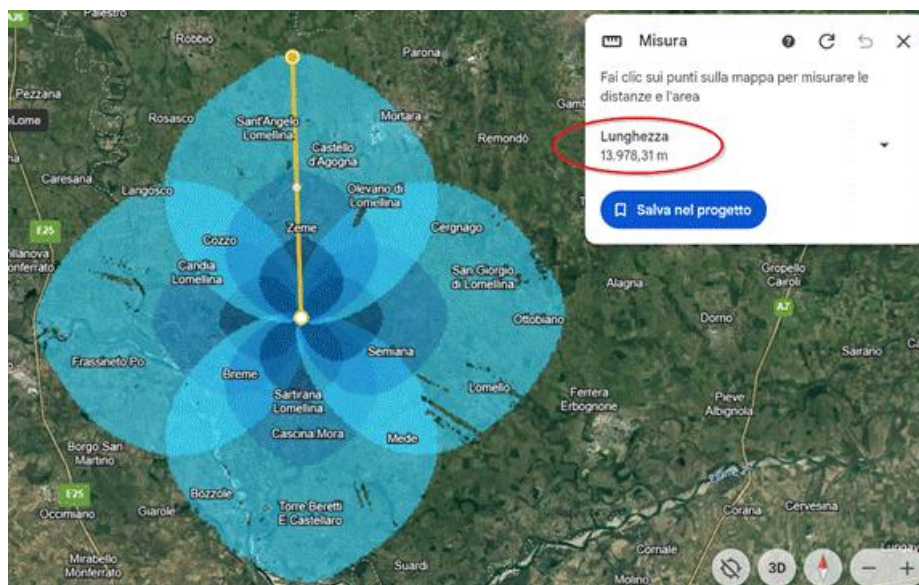 A26
Palestro
Robbio
Parona
Misura
Fai clic sui punti sulla mappa per misurare le
distanze e l'area
Lunghezza
13.978,31 m
Salva nel progetto
Pezzana
Rosasco
Sant'Angelo
Lomellina
Mortara
Castello
d'Agogna
Remondò
Caresana
Langosco
Olevano di
Lomellina
E25
Zeme
Cozzo
Cergnago
Candia
Lomellina
San Giorgio
di Lomellina
Alagna
Gropello
Cairoli
A7
Ottobiano
Dorno
Frassineto Po
Semiana
Sairano
Breme
Lomello
Sartirana
Lomellina
Ferrera
Erbognone
Pieve
Albignola
Cascina Mora
Mede
Borgo San
Martino
E25
Bozzole
Occimiano
Giarole
Torre Beretti
E Castellaro
Corana
Cervesina
Mirabello
Monferrato
Suardi
Cornale
Molino
3D